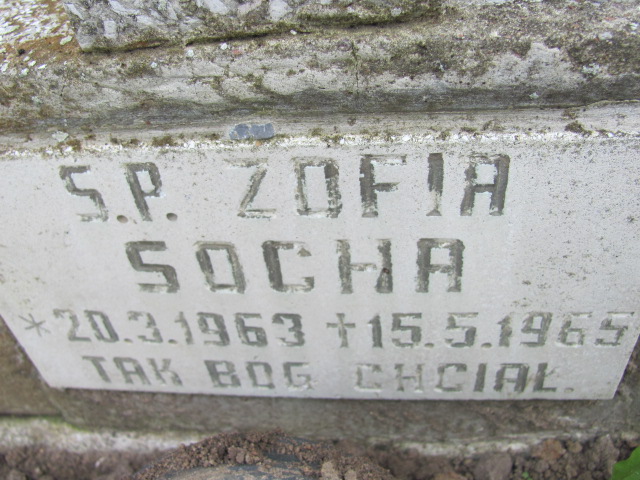 S.P. ZOFIA
SOCHA
*20.3.1963 †15.5.1965
TAK BÓG CHCIAŁ.